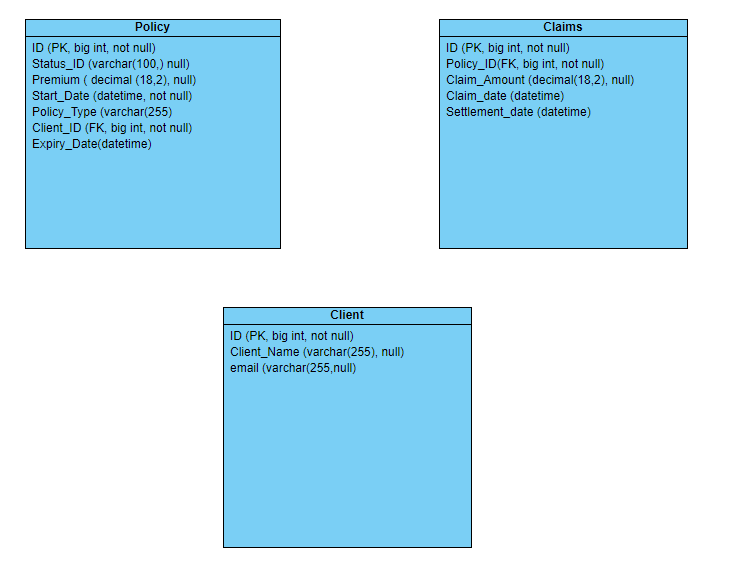 Policy
ID (PK, big int, not null)
Status_ID (varchar(100,) null)
Premium ( decimal (18,2), null)
Start_Date (datetime, not null)
Policy_Type (varchar(255)
Client_ID (FK, big int, not null)
Expiry_Date(datetime)
Claims
ID (PK, big int, not null)
Policy_ID(FK, big int, not null)
Claim_Amount (decimal(18,2), null)
Claim_date (datetime)
Settlement_date (datetime)
Client
ID (PK, big int, not null)
Client_Name (varchar(255), null)
email (varchar(255,null)